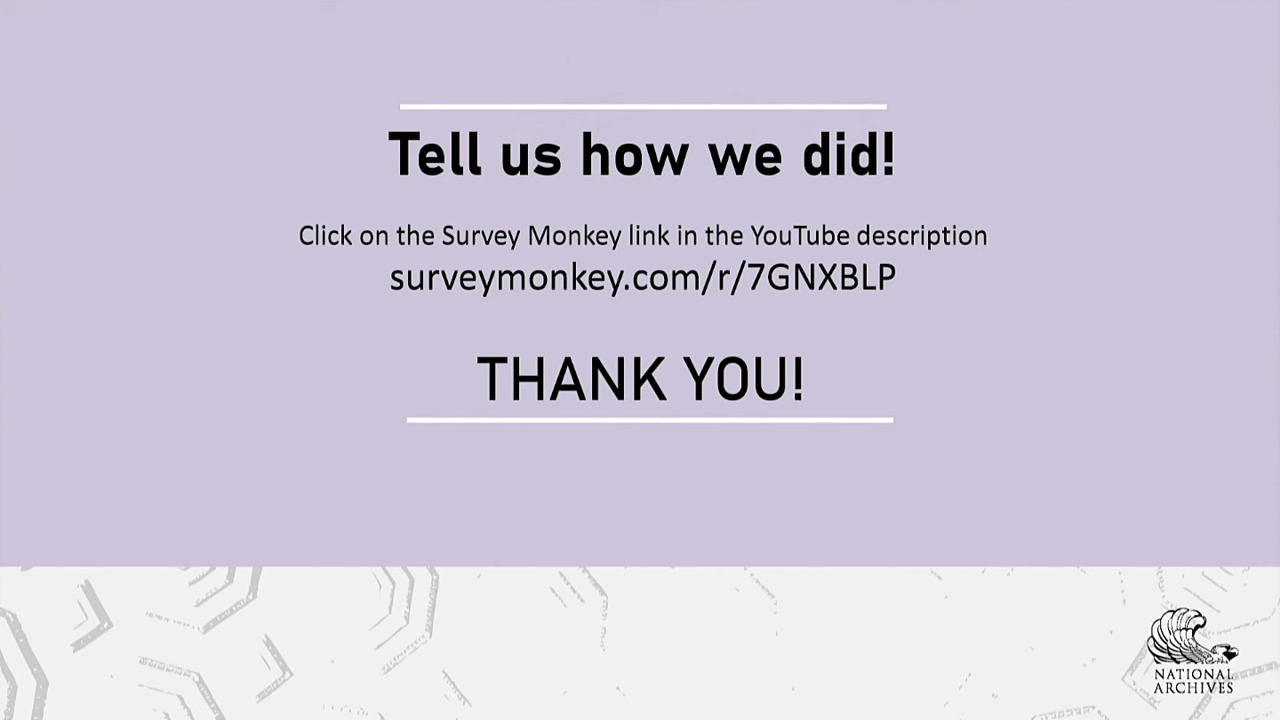 Tell us how we did!
Click on the Survey Monkey link in the YouTube description
surveymonkey.com/r/7GNXBLP
THANK YOU!
NATIONAL
ARCHIVES